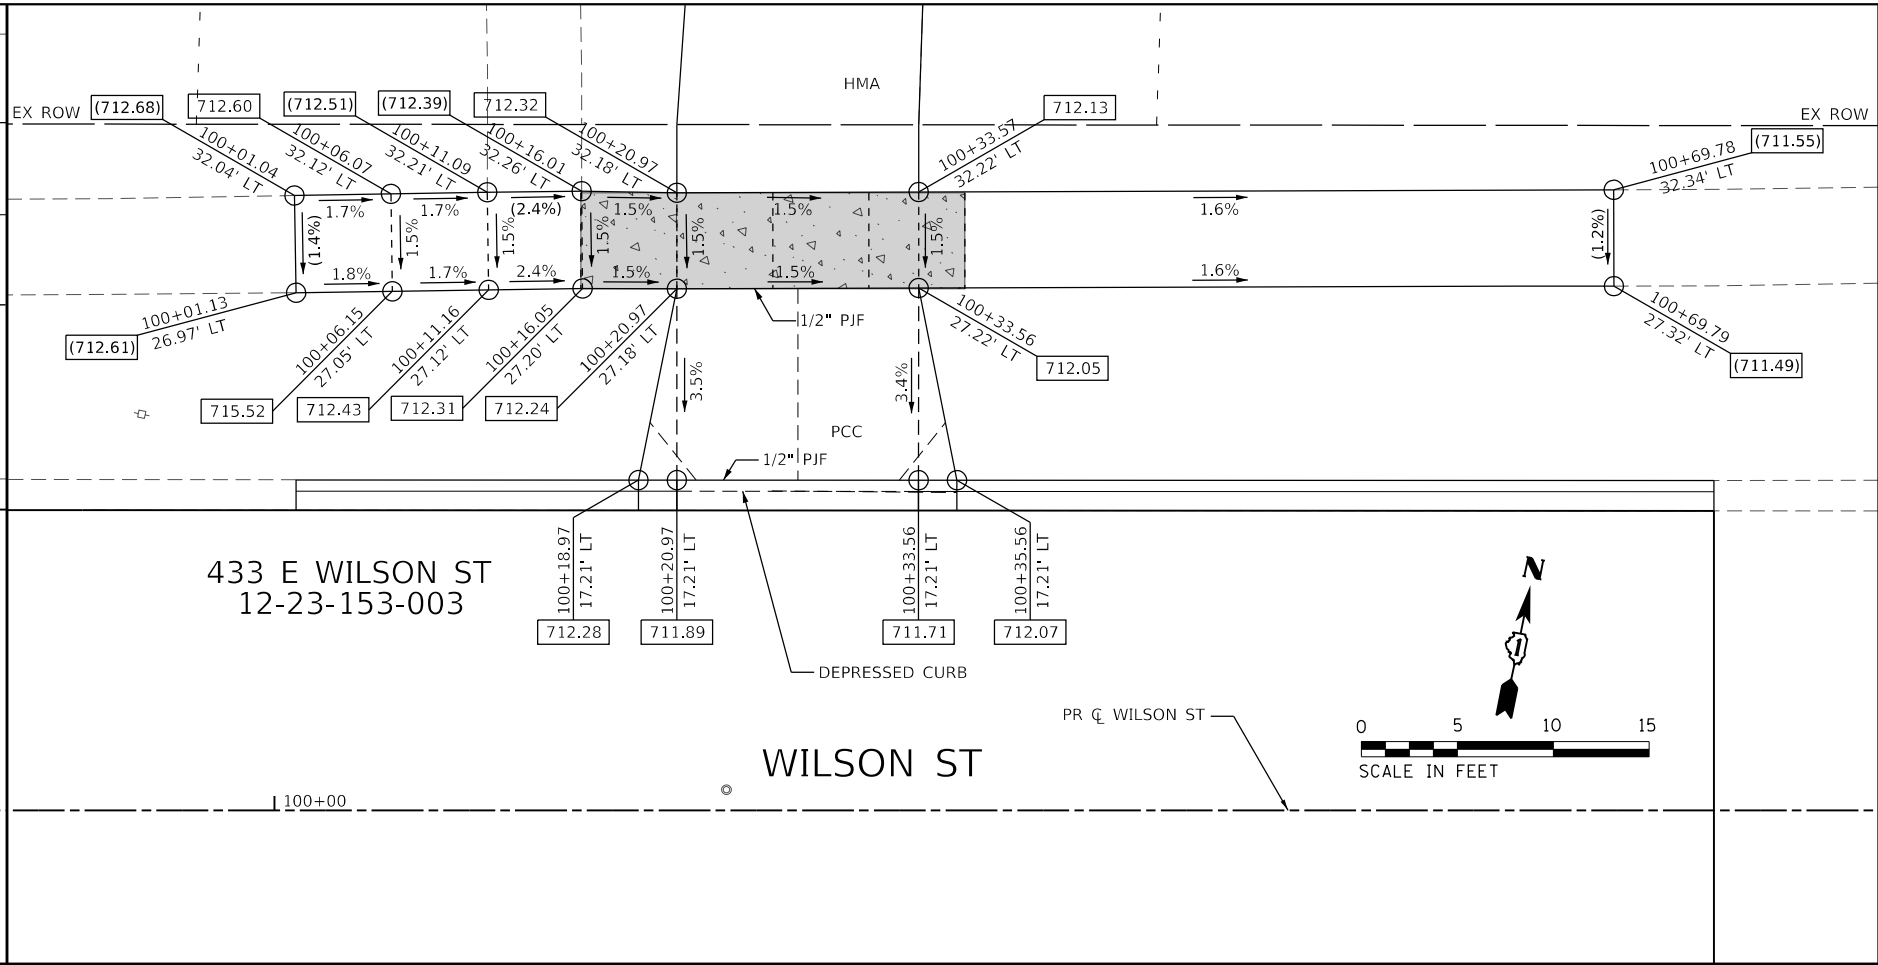 HMA
EX ROW
(712.68)
712.60
(712.51)
(712.39)
712.32
712.13
EX ROW
(711.55)
100+01.04
32.04' LT
100+06.07
32.12' LT
100+11.09
32.21' LT
100+16.01
32.26' LT
100+20.97
32.18' LT
100+33.57
32.22' LT
100+69.78
32.34' LT
1.7%
1.7%
(2.4%)
1.5%
1.5%
1.6%
(1.4%)
1.5%
1.5%
1.5%
1.5%
1.5%
(1.2%)
1.8%
1.7%
2.4%
1.5%
1.5%
1.6%
100+01.13
26.97' LT
(712.61)
100+06.15
27.05' LT
715.52
100+11.16
27.12' LT
712.43
100+16.05
27.20' LT
712.31
100+20.97
27.18' LT
712.24
1/2" PJF
100+33.56
27.22' LT
712.05
100+69.79
27.32' LT
(711.49)
3.5%
3.4%
PCC
1/2" PJF
100+18.97
17.21' LT
712.28
100+20.97
17.21' LT
711.89
100+33.56
17.21' LT
711.71
100+35.56
17.21' LT
712.07
433 E WILSON ST
12-23-153-003
DEPRESSED CURB
N
1
PR ℄ WILSON ST
WILSON ST
0 5 10 15
SCALE IN FEET
100+00